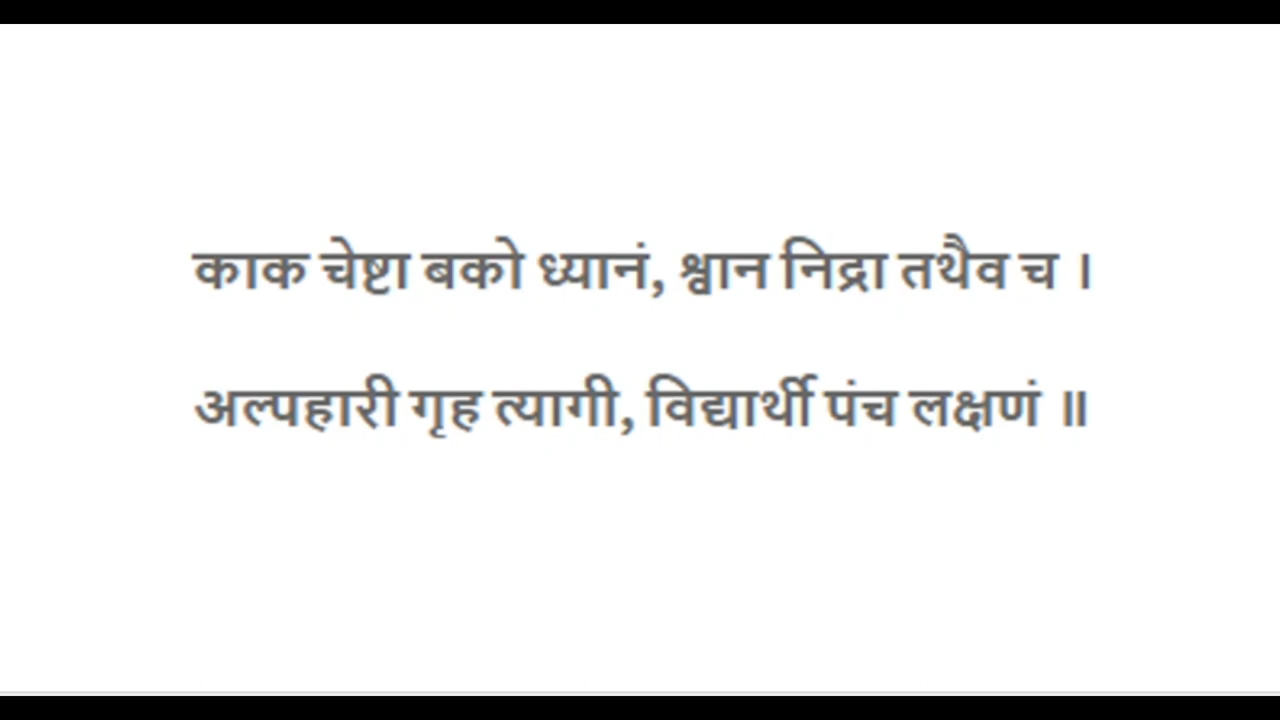 काक चेष्टा बको ध्यानं, श्वान निद्रा तथैव च ।
अल्पहारी गृह त्यागी, विद्यार्थी पंच लक्षणं ॥